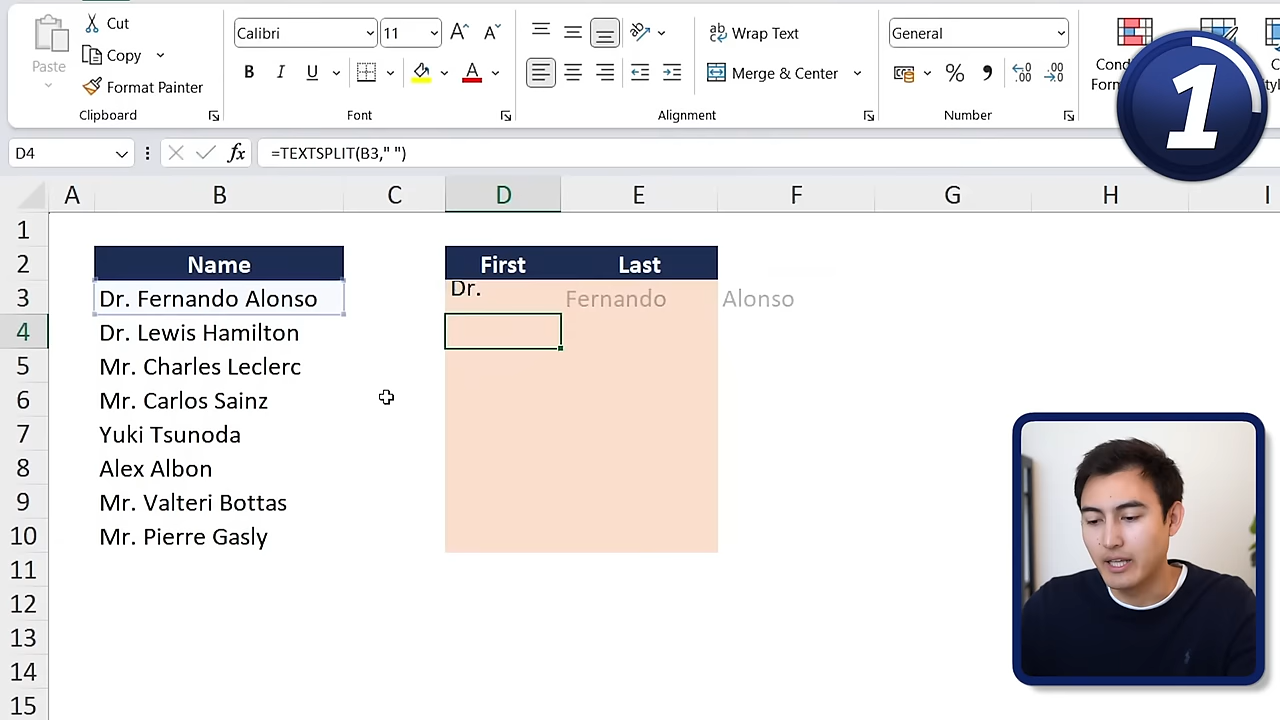 Cut
Copy
Paste
Format Painter
Clipboard
Calibri
11
B I U
Font
Wrap Text
Merge & Center
Alignment
General
Number
1
D4
fx
=TEXTSPLIT(B3," ")
A B C D E F G H I
1
2 Name First Last
3 Dr. Fernando Alonso Dr. Fernando Alonso
4 Dr. Lewis Hamilton
5 Mr. Charles Leclerc
6 Mr. Carlos Sainz
7 Yuki Tsunoda
8 Alex Albon
9 Mr. Valteri Bottas
10 Mr. Pierre Gasly
11
12
13
14
15